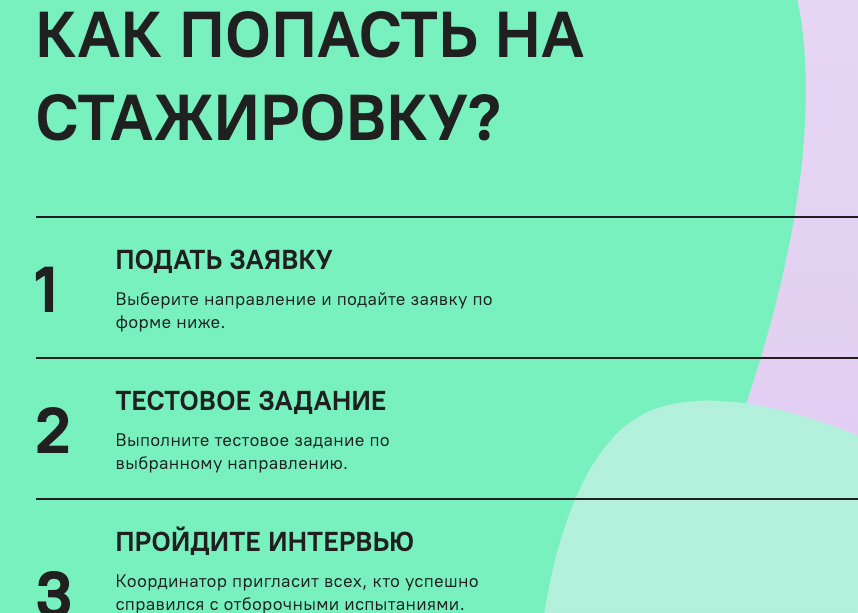 КАК ПОПАСТЬ НА
СТАЖИРОВКУ?
1
ПОДАТЬ ЗАЯВКУ
Выберите направление и подайте заявку по
форме ниже.
2
ТЕСТОВОЕ ЗАДАНИЕ
Выполните тестовое задание по
выбранному направлению.
3
ПРОЙДИТЕ ИНТЕРВЬЮ
Координатор пригласит всех, кто успешно
справился с отборочными испытаниями.